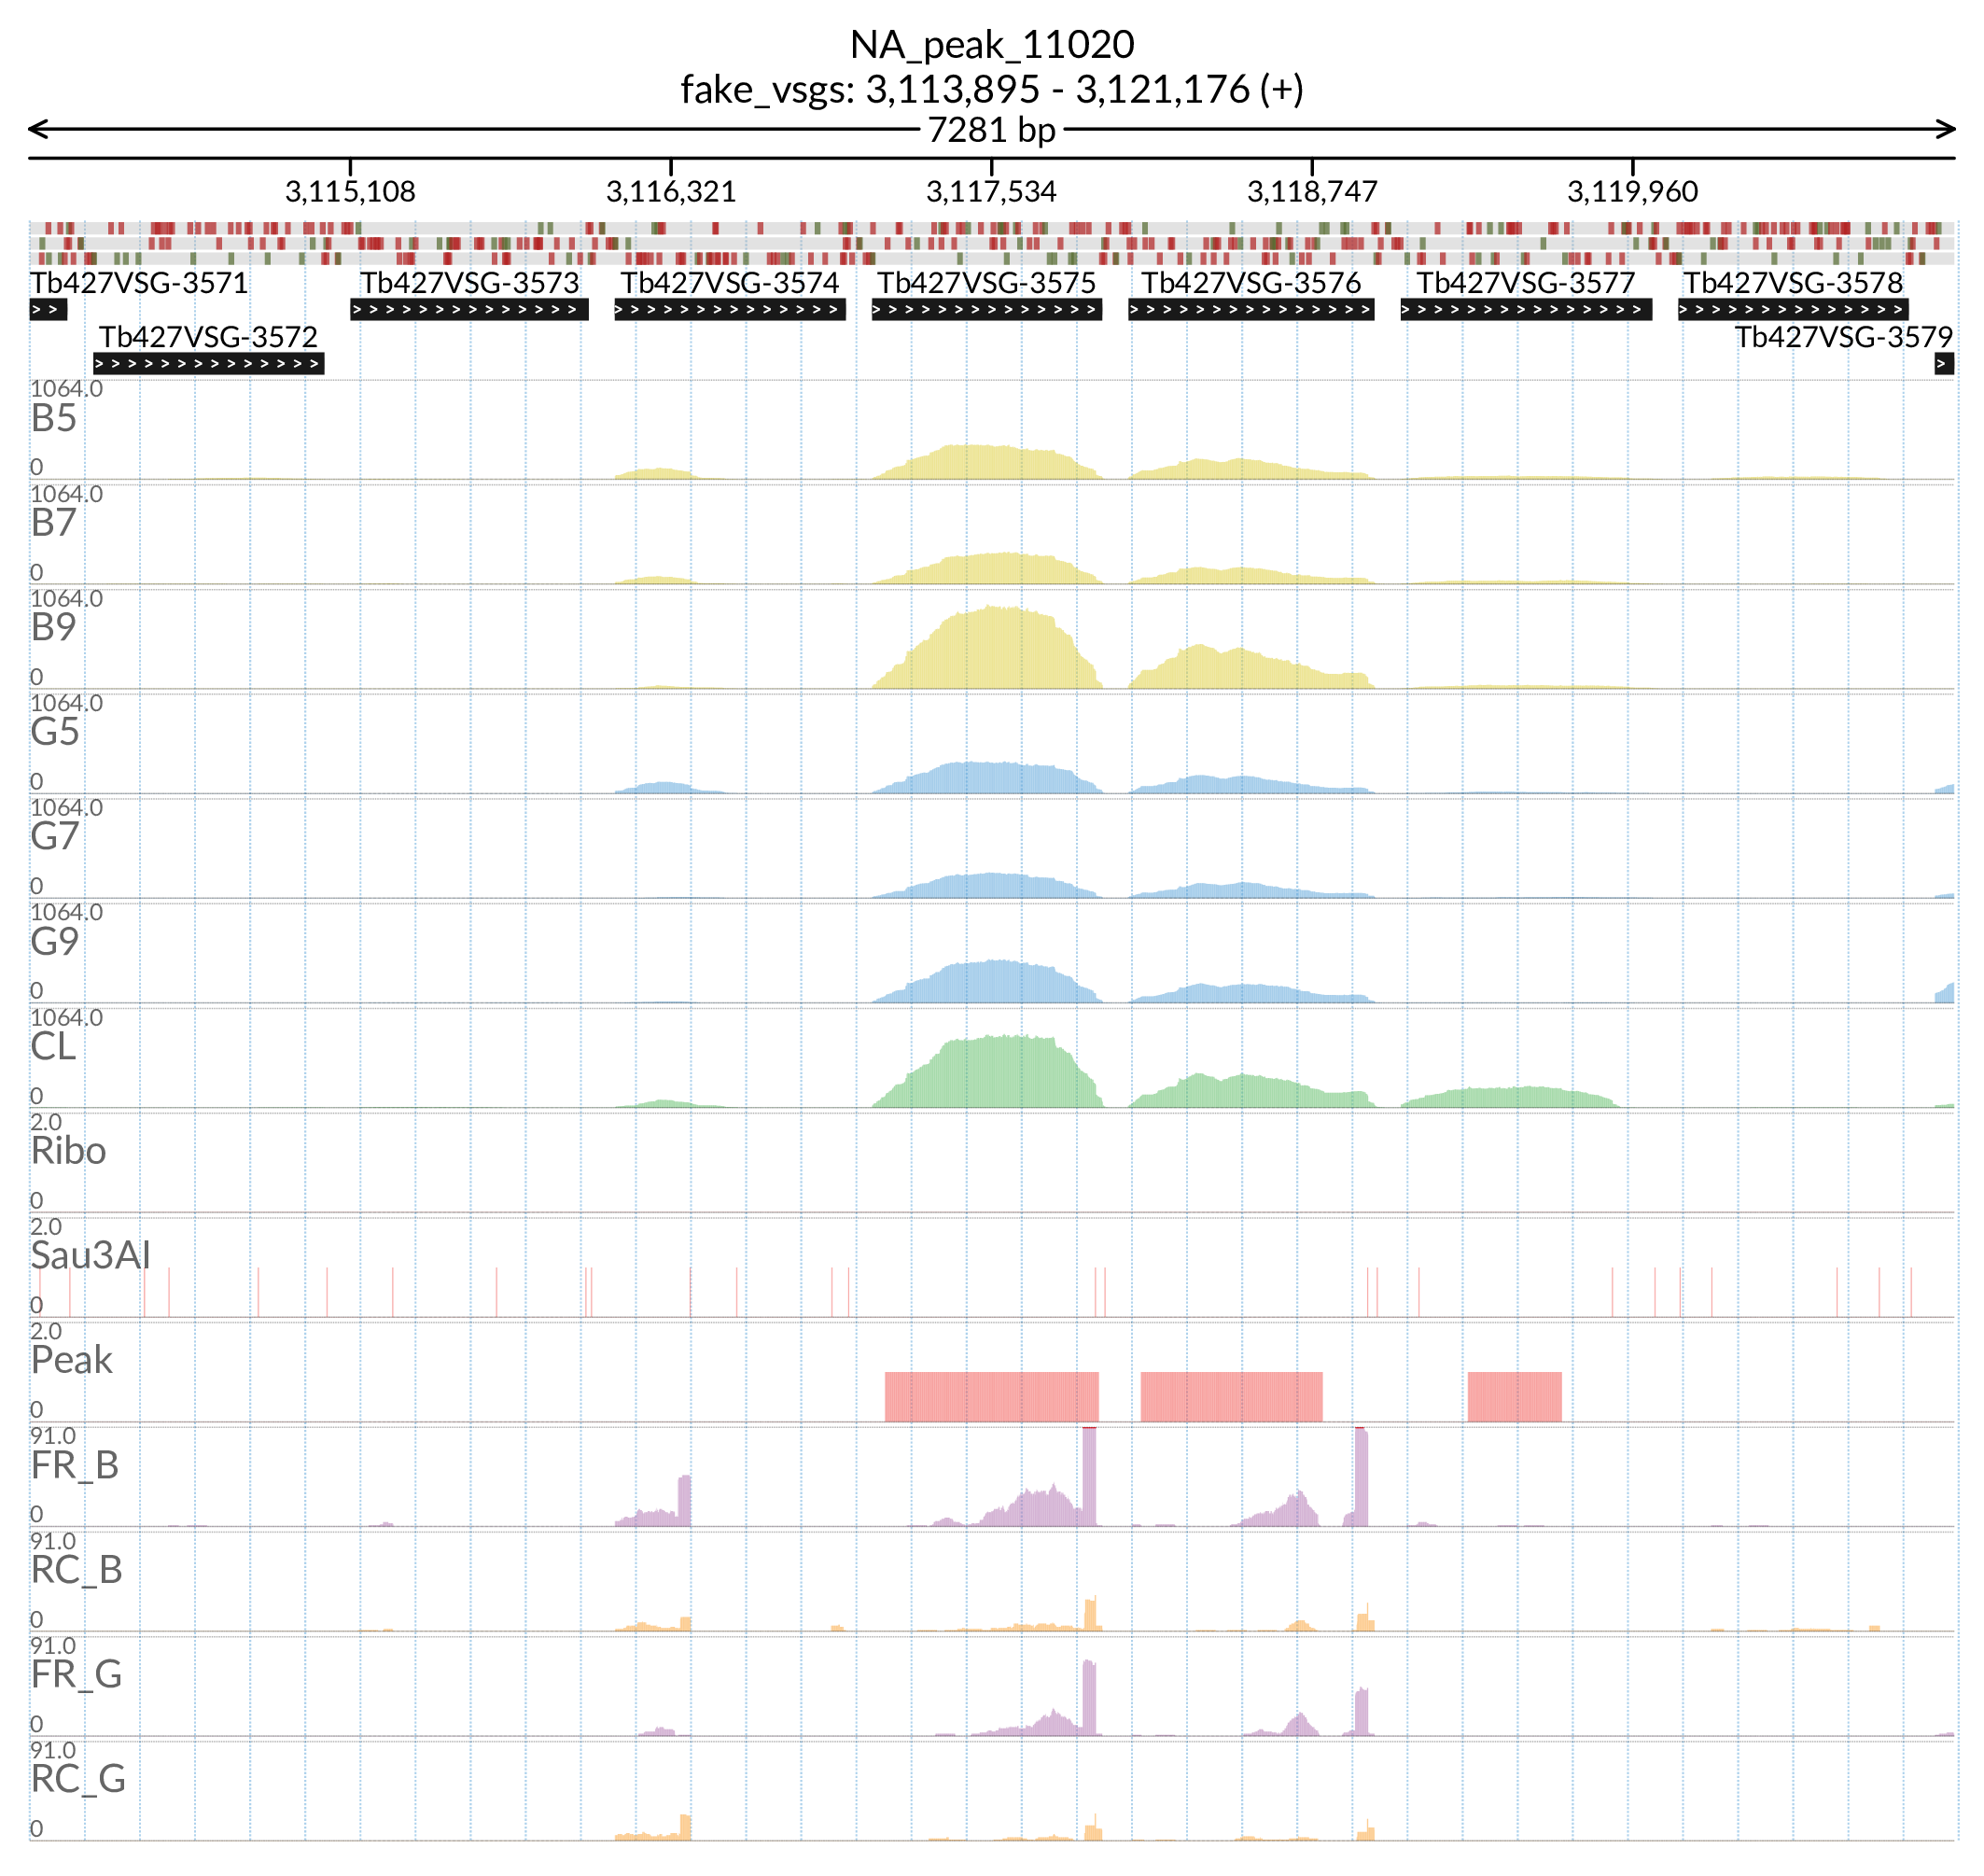 NA_peak_11020
fake_vsgs: 3,113,895 - 3,121,176 (+)
7281 bp
3,115,108 3,116,321 3,117,534 3,118,747 3,119,960
Tb427VSG-3571 Tb427VSG-3573 Tb427VSG-3574 Tb427VSG-3575 Tb427VSG-3576 Tb427VSG-3577 Tb427VSG-3578
Tb427VSG-3572 Tb427VSG-3579
1064.0
B5
0
1064.0
B7
0
1064.0
B9
0
1064.0
G5
0
1064.0
G7
0
1064.0
G9
0
1064.0
CL
0
2.0
Ribo
0
2.0
Sau3AI
0
2.0
Peak
0
91.0
FR_B
0
91.0
RC_B
0
91.0
FR_G
0
91.0
RC_G
0